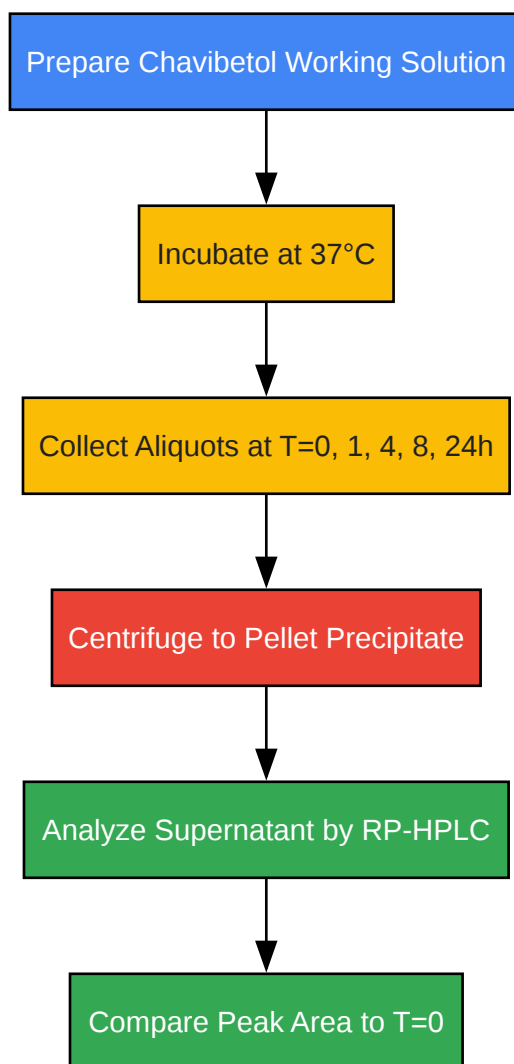 Prepare Chavibetol Working Solution
Incubate at 37°C
Collect Aliquots at T=0, 1, 4, 8, 24h
Centrifuge to Pellet Precipitate
Analyze Supernatant by RP-HPLC
Compare Peak Area to T=0